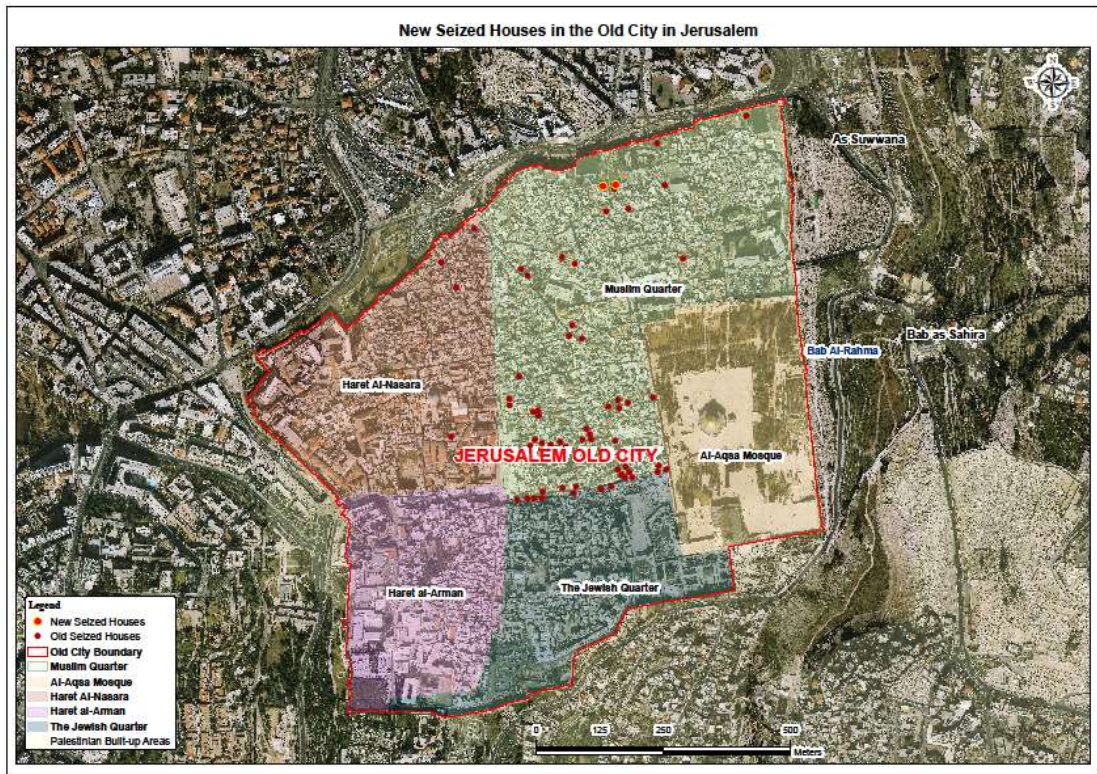 New Seized Houses in the Old City in Jerusalem
N
E
S
As Suwwana
Muslim Quarter
Bab as Sahira
Bab Al-Rahma
Haret Al-Nasara
JERUSALEM OLD CITY
Al-Aqsa Mosque
Haret al-Arman
The Jewish Quarter
Legend
New Seized Houses
Old Seized Houses
Old City Boundary
Muslim Quarter
Al-Aqsa Mosque
Haret Al-Nasara
Haret al-Arman
The Jewish Quarter
Palestinian Built-up Areas
0 125 250 500
Meters